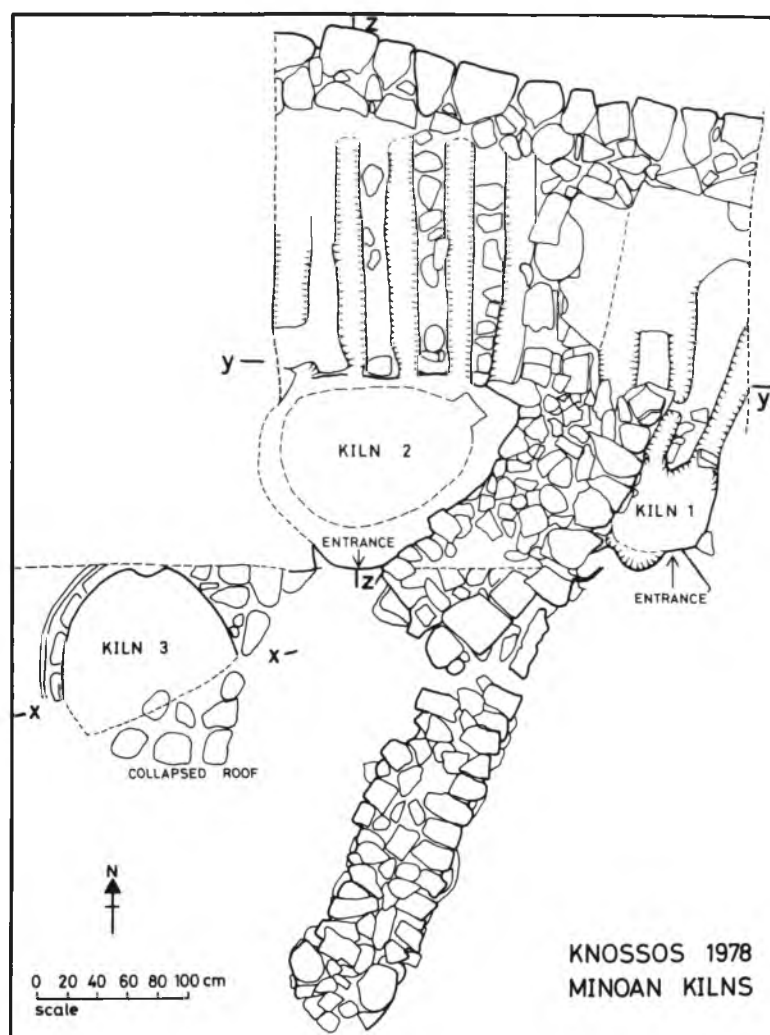 Z
y
KILN 2
y
KILN 1
ENTRANCE
Z
ENTRANCE
KILN 3
x
x
COLLAPSED ROOF
N
KNOSSOS 1978
MINOAN KILNS
0 20 40 60 80 100 cm
scale